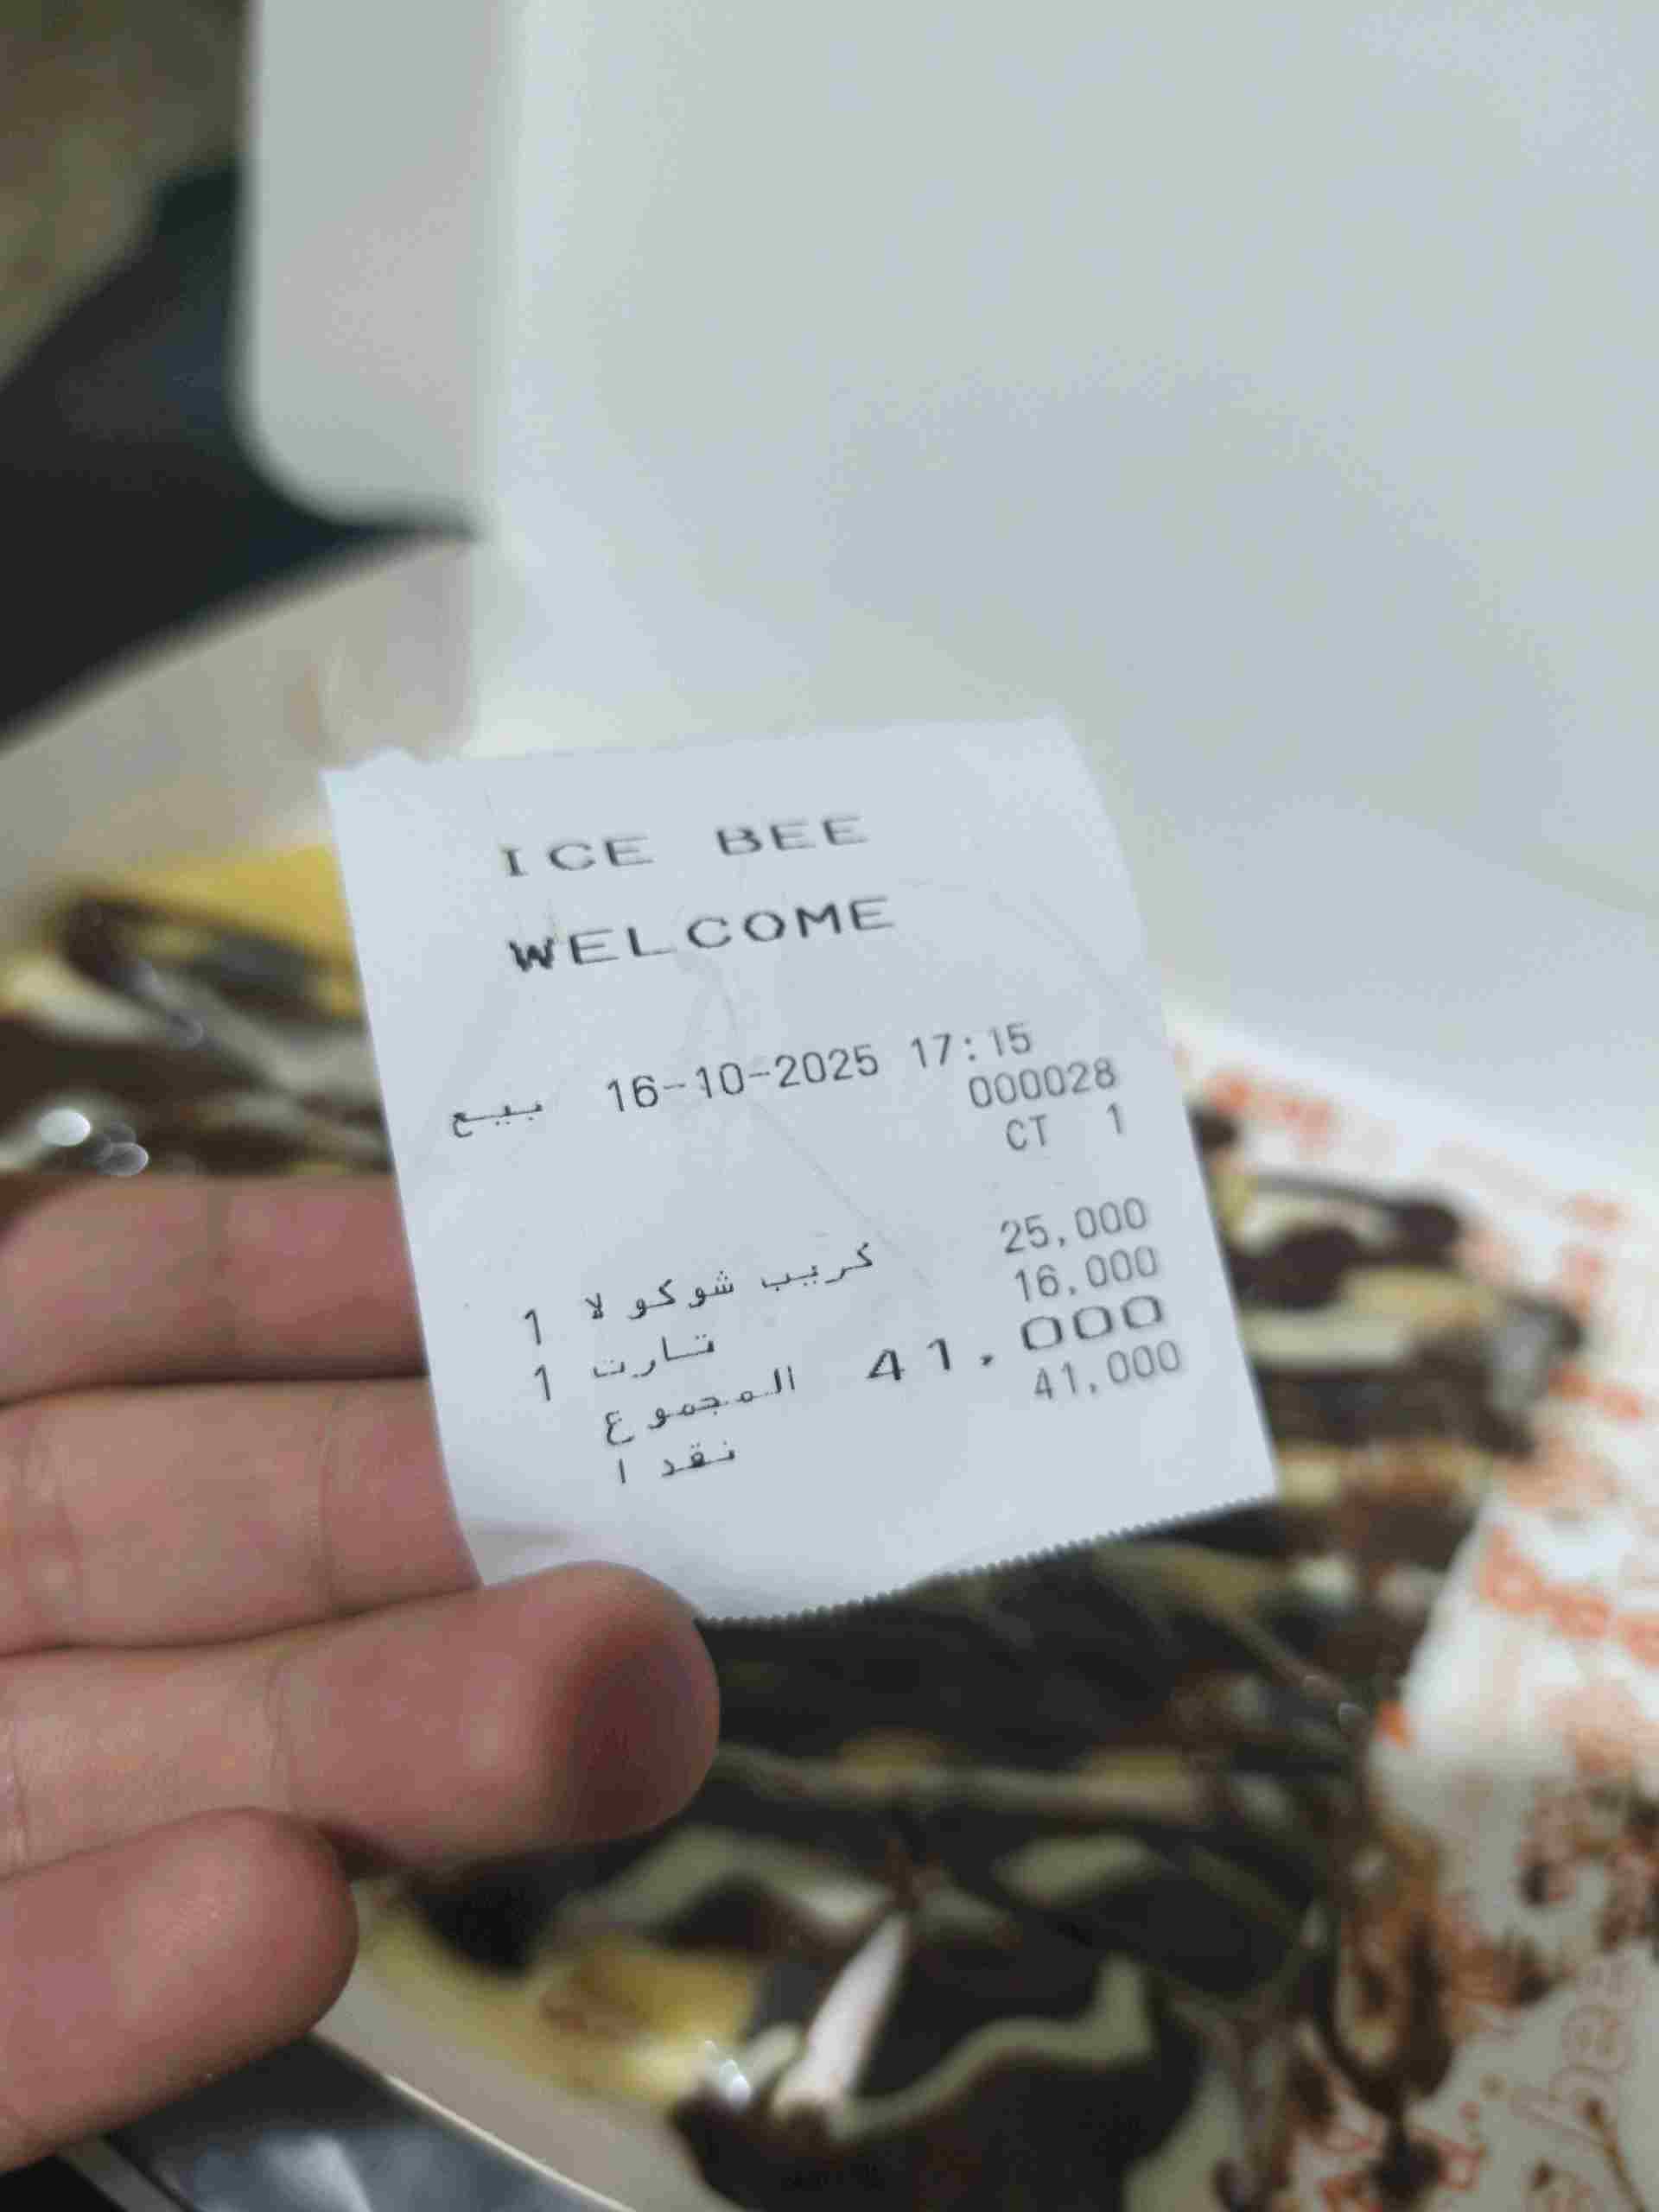 ICE BEE
WELCOME
بيع 16-10-2025 17:15
000028
CT 1
1 كريب شوكولا 25,000
1 تارت 16,000
المجموع 41.000
نقدا 41,000